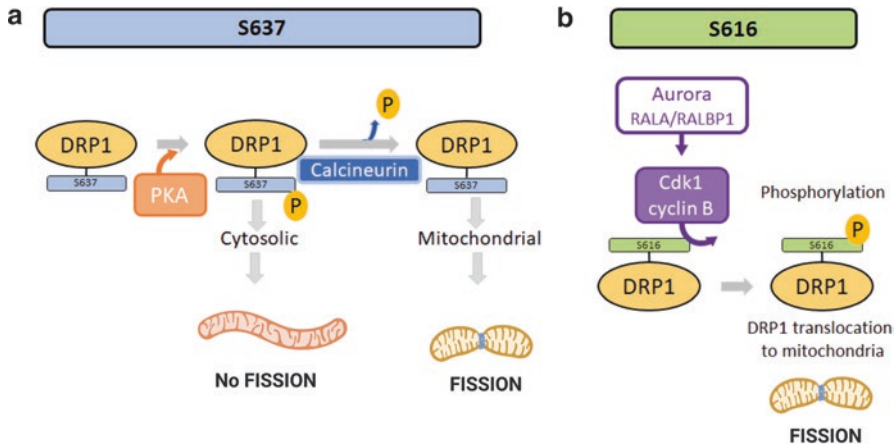 a
S637
DRP1
S637
PKA
DRP1
S637
P
P
Calcineurin
DRP1
S637
Cytosolic
Mitochondrial
No FISSION
FISSION
b
S616
Aurora
RALA/RALBP1
Cdk1
cyclin B
Phosphorylation
S616
DRP1
P
S616
DRP1
DRP1 translocation
to mitochondria
FISSION